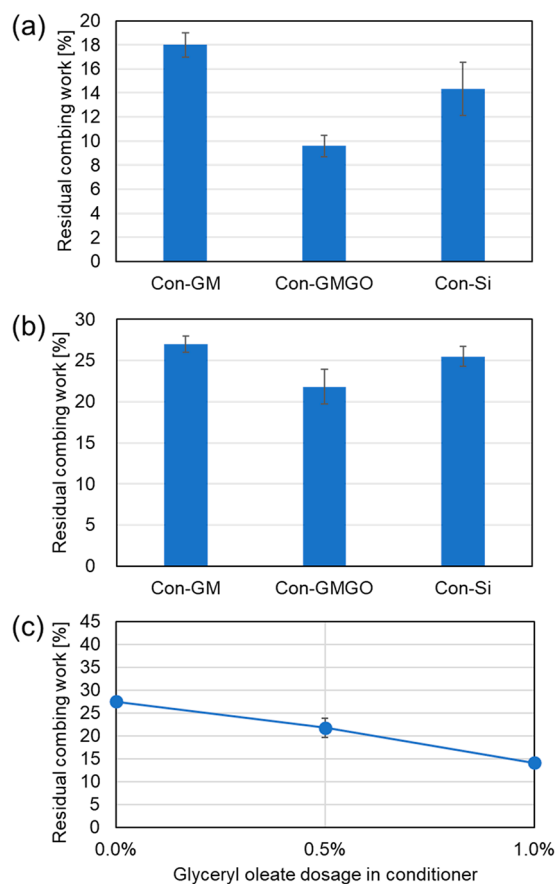 (a)
Residual combing work [%]
20
18
16
14
12
10
8
6
4
2
0
Con-GM Con-GMGO Con-Si
(b)
Residual combing work [%]
30
25
20
15
10
5
0
Con-GM Con-GMGO Con-Si
(c)
Residual combing work [%]
45
40
35
30
25
20
15
10
5
0
0.0% 0.5% 1.0%
Glyceryl oleate dosage in conditioner